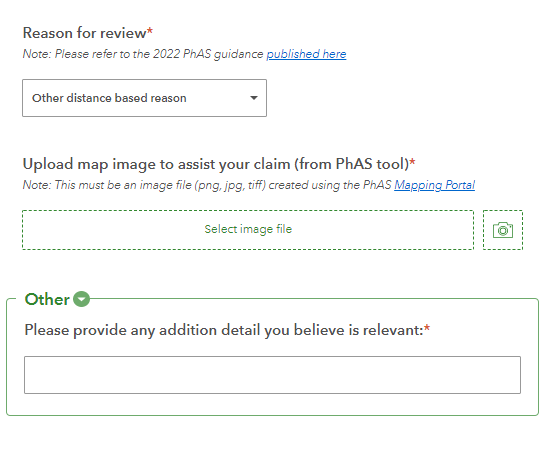 Reason for review*
Note: Please refer to the 2022 PhAS guidance published here
Other distance based reason
Upload map image to assist your claim (from PhAS tool)*
Note: This must be an image file (png, jpg, tiff) created using the PhAS Mapping Portal
Select image file
Other
Please provide any addition detail you believe is relevant:*